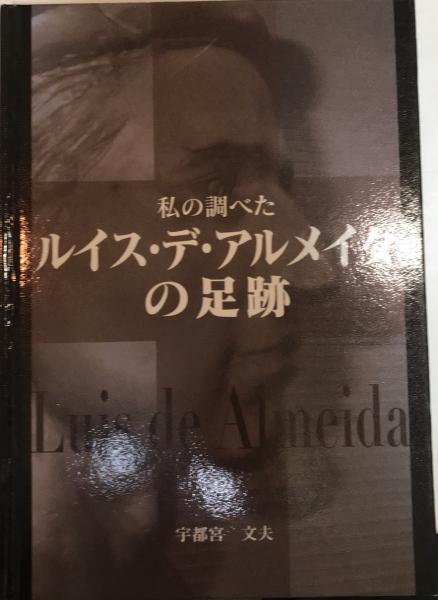 私の調べた
ルイス・デ・アルメイダ
の足跡
Luis de Almeida
宇都宮 文夫